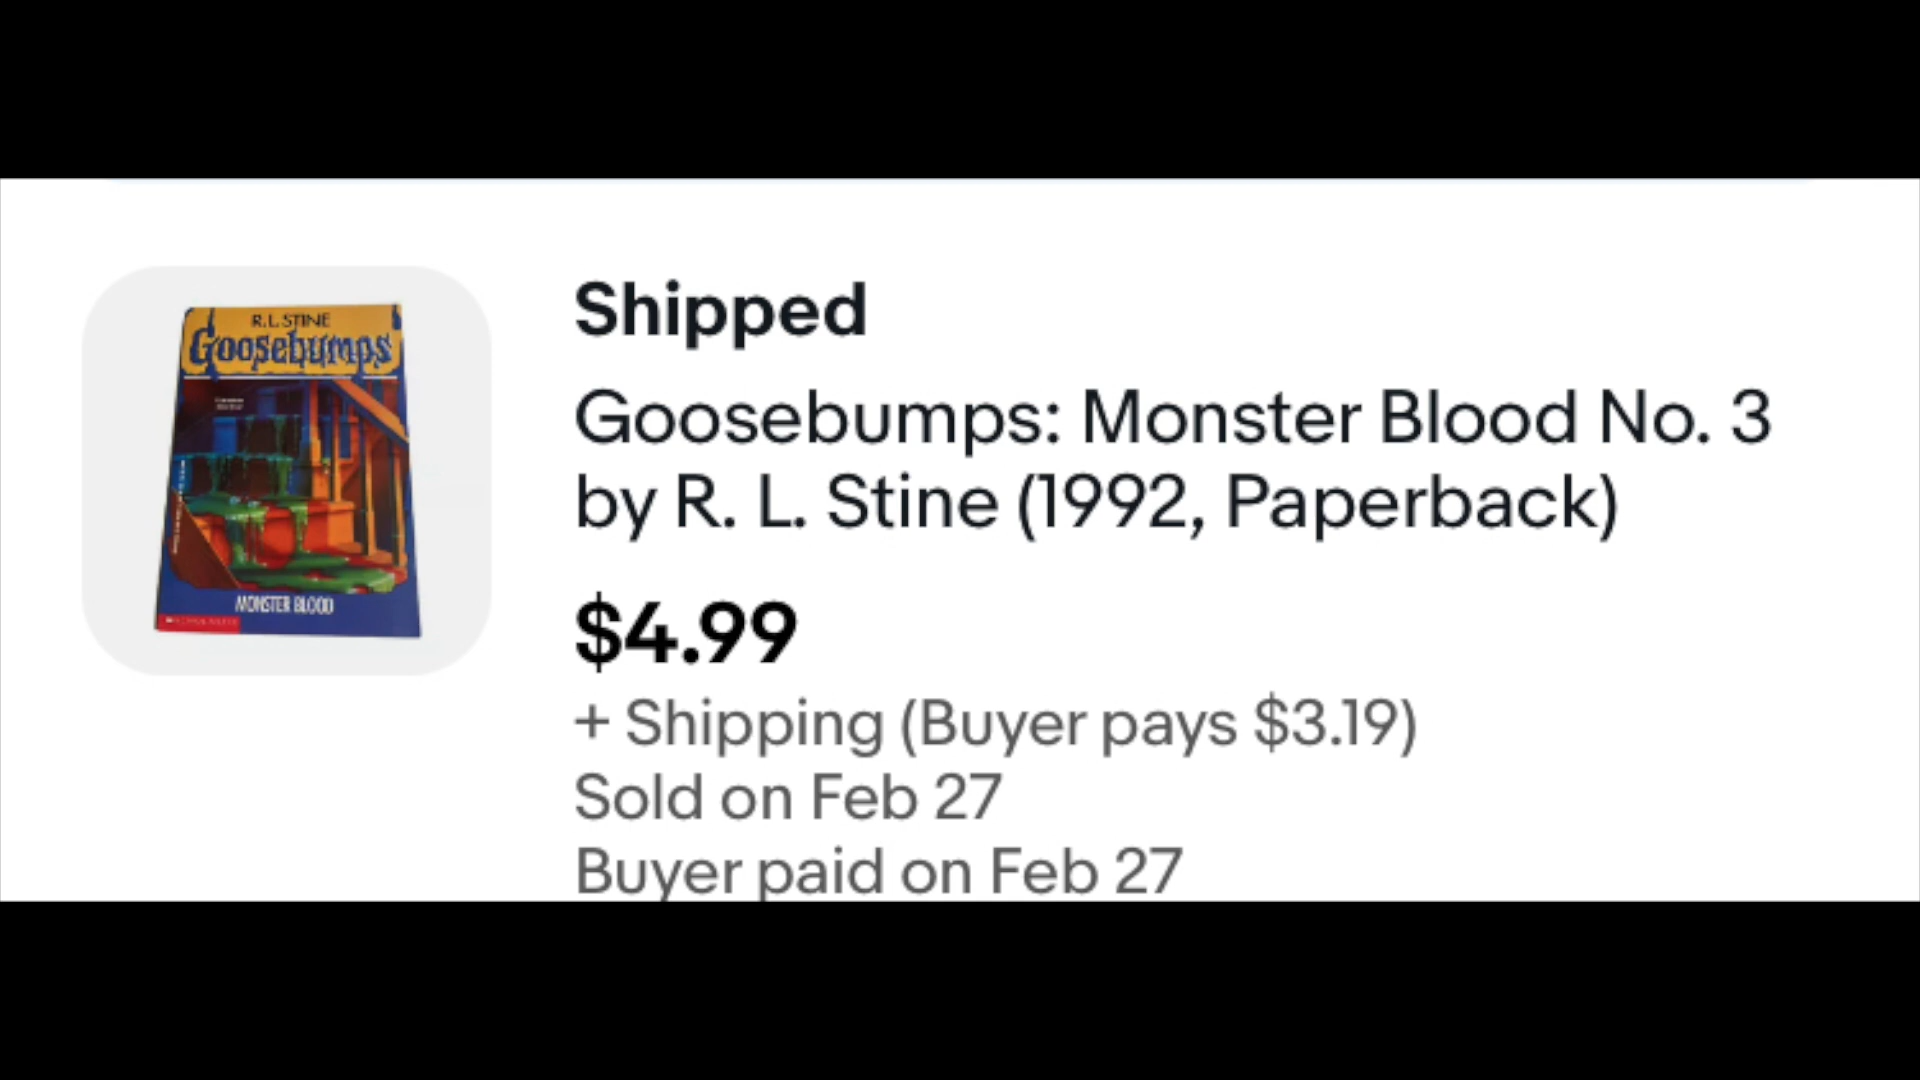 R.L. STINE
Goosebumps
MONSTER BLOOD
Shipped
Goosebumps: Monster Blood No. 3
by R. L. Stine (1992, Paperback)
$4.99
+ Shipping (Buyer pays $3.19)
Sold on Feb 27
Buyer paid on Feb 27